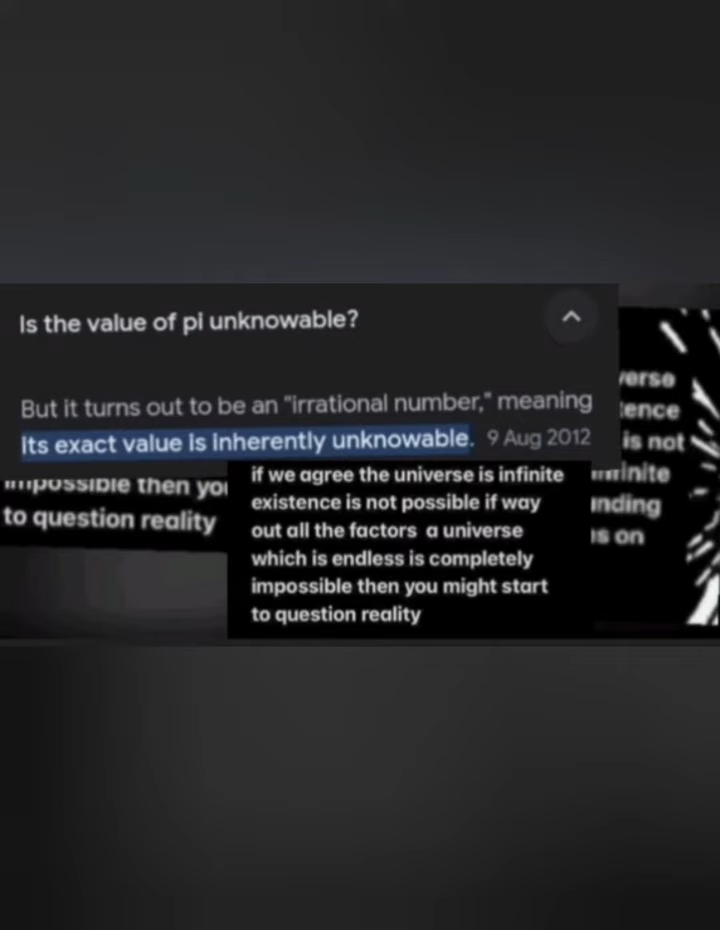 Is the value of pi unknowable?
But it turns out to be an "irrational number," meaning
its exact value is inherently unknowable. 9 Aug 2012
impossible then you
to question reality
if we agree the universe is infinite
existence is not possible if way
out all the factors a universe
which is endless is completely
impossible then you might start
to question reality
is not
on